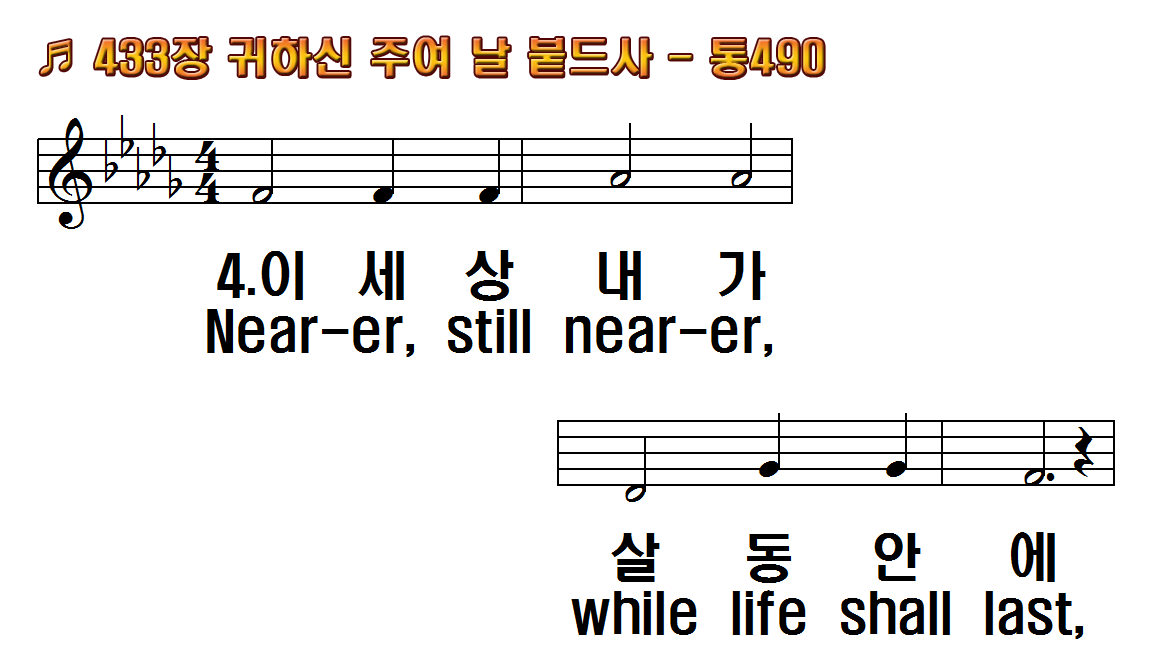 ♬ 433장 귀하신 주여 날 붙드사 - 통490
4.이 세 상 내 가
Near-er, still near-er,
살 동 안 에
while life shall last,